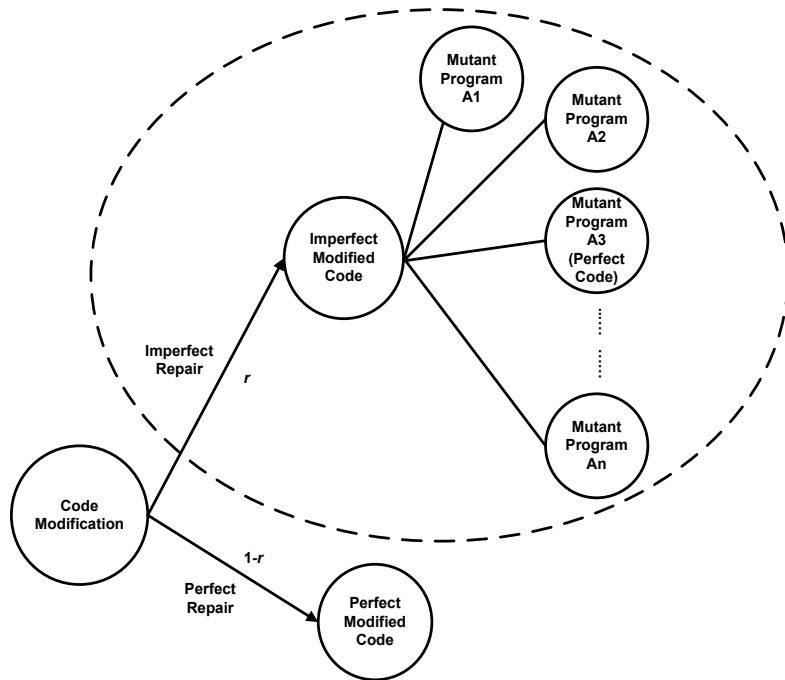 Mutant
Program
A1
Mutant
Program
A2
Mutant
Program
A3
(Perfect
Code)
Imperfect
Modified
Code
Imperfect
Repair
r
Mutant
Program
An
Code
Modification
1-r
Perfect
Repair
Perfect
Modified
Code